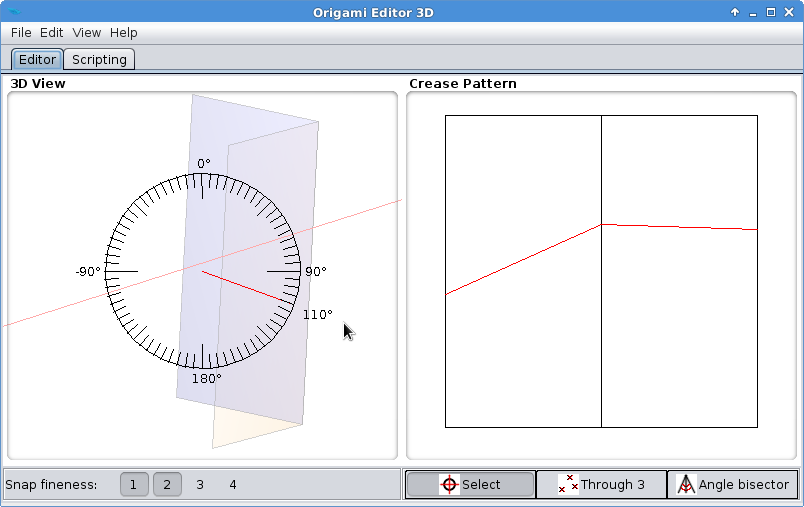 Origami Editor 3D
File Edit View Help
Editor Scripting
3D View
Crease Pattern
0°
-90°
90°
110°
180°
Snap fineness: 1 2 3 4
Select
Through 3
Angle bisector